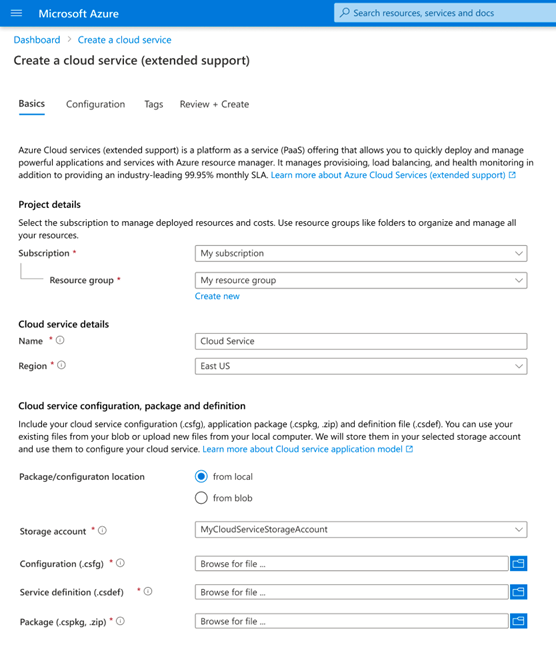 Microsoft Azure
Search resources, services and docs
Dashboard > Create a cloud service
Create a cloud service (extended support)
Basics Configuration Tags Review + Create
Azure Cloud services (extended support) is a platform as a service (PaaS) offering that allows you to quickly deploy and manage
powerful applications and services with Azure resource manager. It manages provisioing, load balancing, and health monitoring in
addition to providing an industry-leading 99.95% monthly SLA. Learn more about Azure Cloud Services (extended support)
Project details
Select the subscription to manage deployed resources and costs. Use resource groups like folders to organize and manage all
your resources.
Subscription * My subscription
Resource group * My resource group
Create new
Cloud service details
Name * Cloud Service
Region * East US
Cloud service configuration, package and definition
Include your cloud service configuration (.csfg), application package (.cspkg, .zip) and definition file (.csdef). You can use your
existing files from your blob or upload new files from your local computer. We will store them in your selected storage account
and use them to configure your cloud service. Learn more about Cloud service application model
Package/configuraton location from local
from blob
Storage account * MyCloudServiceStorageAccount
Configuration (.csfg) * Browse for file ...
Service definition (.csdef) * Browse for file ...
Package (.cspkg, .zip) * Browse for file ...